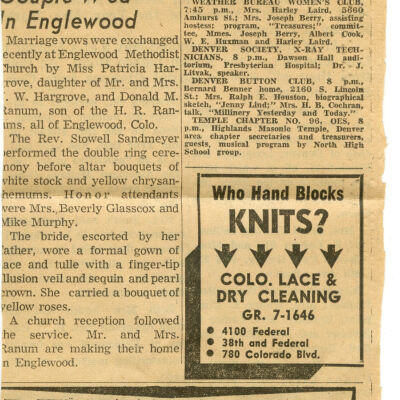 Couple Wed
In Englewood
Marriage vows were exchanged
recently at Englewood Methodist
Church by Miss Patricia Har-
grove, daughter of Mr. and Mrs.
W. Hargrove, and Donald M.
Ranum, son of the H. R. Ran-
ums, all of Englewood, Colo.
The Rev. Stowell Sandmeyer
performed the double ring cere-
mony before altar bouquets of
white stock and yellow chrysan-
themums. Honor attendants
were Mrs. Beverly Glasscox and
Mike Murphy.
The bride, escorted by her
father, wore a formal gown of
lace and tulle with a finger-tip
illusion veil and sequin and pearl
crown. She carried a bouquet of
yellow roses.
A church reception followed
the service. Mr. and Mrs.
Ranum are making their home
in Englewood.
WEATHER BUREAU WOMEN'S CLUB,
7:45 p.m., Mrs. Harley Laird, 5560
Amhurst St.; Mrs. Joseph Berry, assisting
hostess; program, "Treasures;" commit-
tee, Mmes. Joseph Berry, Albert Cook,
W. E. Huxman and Harley Laird.
DENVER SOCIETY, X-RAY TECH-
NICIANS, 8 p.m., Dawson Hall audi-
torium, Presbyterian Hospital; Dr. J.
Litvak, speaker.
DENVER BUTTON CLUB, 8 p.m.,
Bernard Benner home, 2160 S. Lincoln
St.; Mrs. Ralph E. Houston, biographical
sketch, "Jenny Lind;" Mrs. H. B. Cochran,
talk, "Millinery Yesterday and Today."
TEMPLE CHAPTER NO. 96, OES, 8
p.m., Highlands Masonic Temple, Denver
area chapter secretaries and treasurers,
guests, musical program by North High
School group.
Who Hand Blocks
KNITS?
COLO. LACE &
DRY CLEANING
GR. 7-1646
• 4100 Federal
• 38th and Federal
• 780 Colorado Blvd.